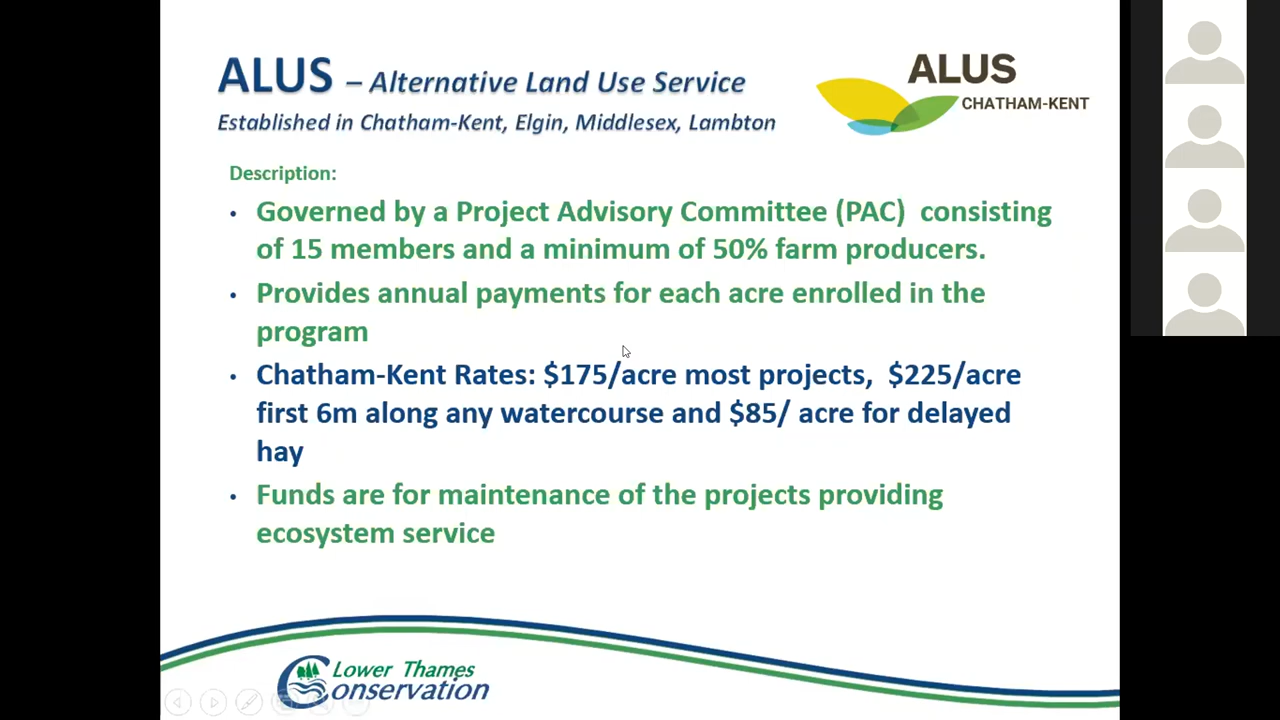 ALUS – Alternative Land Use Service
ALUS
CHATHAM-KENT
Established in Chatham-Kent, Elgin, Middlesex, Lambton
Description:
• Governed by a Project Advisory Committee (PAC)  consisting
of 15 members and a minimum of 50% farm producers.
• Provides annual payments for each acre enrolled in the
program
• Chatham-Kent Rates: $175/acre most projects,  $225/acre
first 6m along any watercourse and $85/ acre for delayed
hay
• Funds are for maintenance of the projects providing
ecosystem service
Lower Thames
Conservation